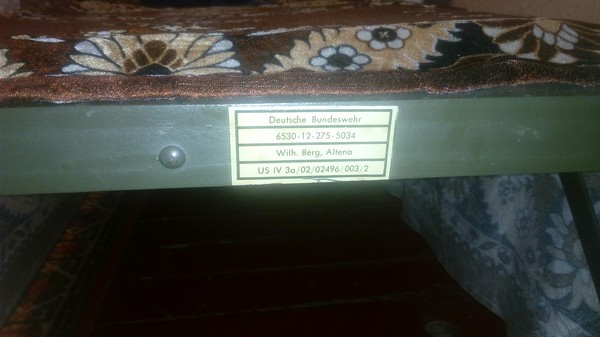 Deutsche Bundeswehr
6530-12-275-5034
Wilh. Berg, Altena
US IV 3a/02/02496/003/2